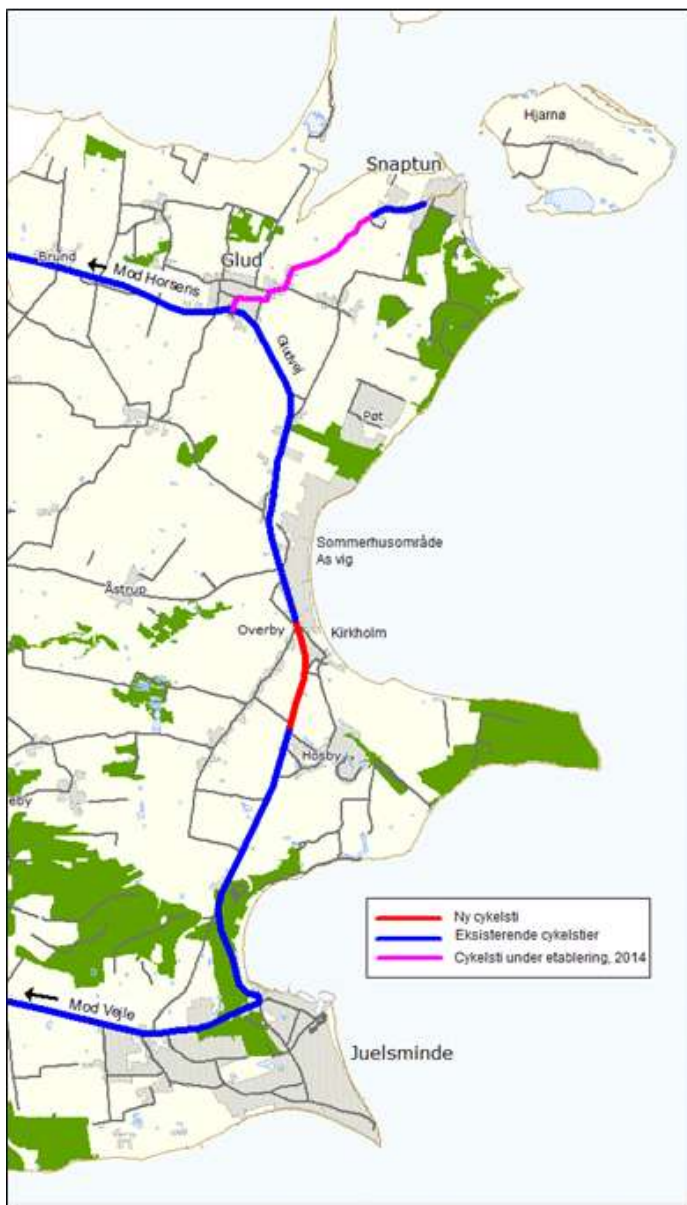 Hjarnø
Snaptun
Glud
Brund
Mod Horsens
Gludvej
Pøt
Sommerhusområde
As vig
Åstrup
Overby
Kirkholm
Hosby
eby
Ny cykelsti
Eksisterende cykelstier
Cykelsti under etablering, 2014
Mod Vejle
Juelsminde